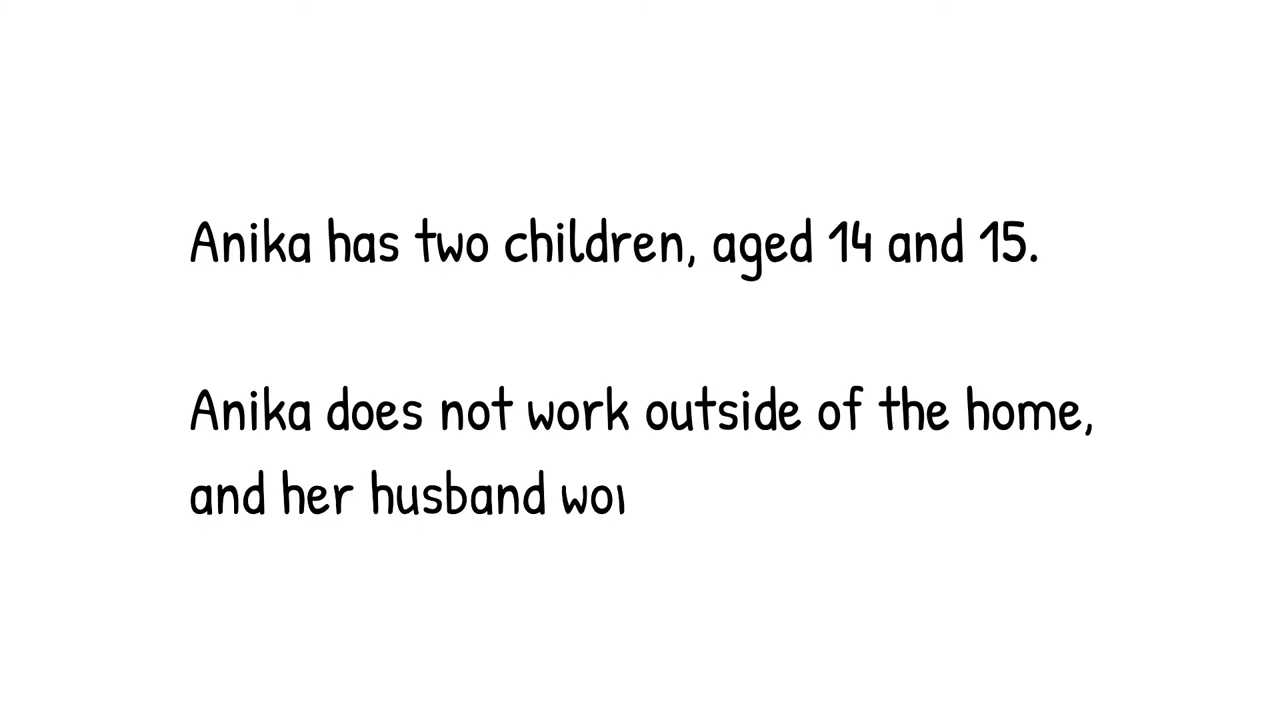 Anika has two children, aged 14 and 15.
Anika does not work outside of the home,
and her husband